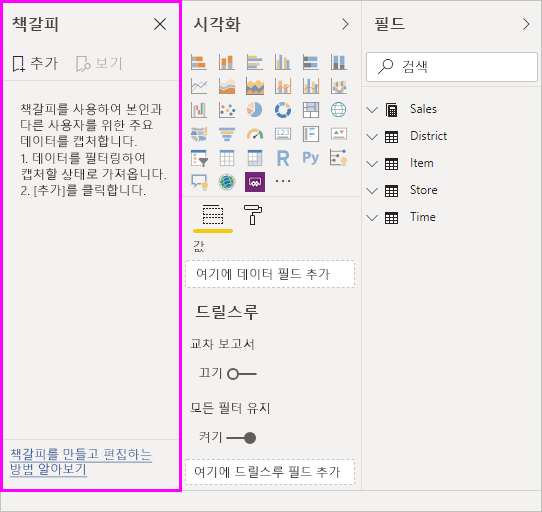 책갈피
추가
보기
책갈피를 사용하여 본인과
다른 사용자를 위한 주요
데이터를 캡처합니다.
1. 데이터를 필터링하여
캡처할 상태로 가져옵니다.
2. [추가]를 클릭합니다.
책갈피를 만들고 편집하는
방법 알아보기
시각화
123
R
Py
값
여기에 데이터 필드 추가
드릴스루
교차 보고서
끄기
모든 필터 유지
켜기
여기에 드릴스루 필드 추가
필드
검색
Sales
District
Item
Store
Time